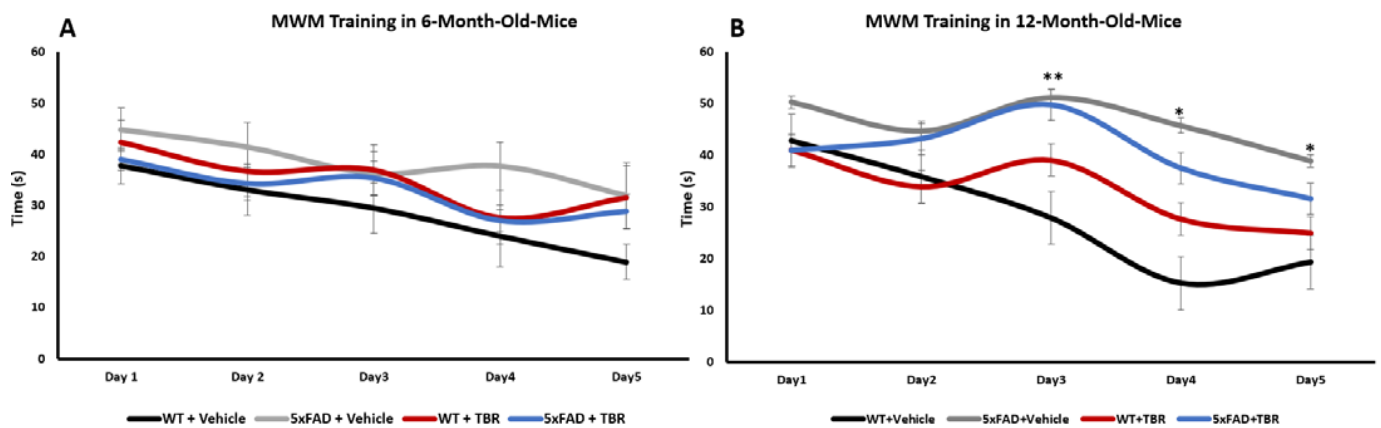 A
MWM Training in 6-Month-Old-Mice
60
50
40
30
20
10
0
Time (s)
Day 1
Day 2
Day3
Day4
Day5
WT + Vehicle
5xFAD + Vehicle
WT + TBR
5xFAD + TBR
B
MWM Training in 12-Month-Old-Mice
60
50
40
30
20
10
0
Time (s)
**
*
*
Day1
Day2
Day3
Day4
Day5
WT+Vehicle
5xFAD+Vehicle
WT+TBR
5xFAD+TBR